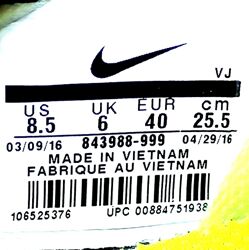 VJ
US UK EUR cm
8.5 6 40 25.5
03/09/16 843988-999 04/29/16
MADE IN VIETNAM
FABRIQUE AU VIETNAM
106525376 UPC 00884751938